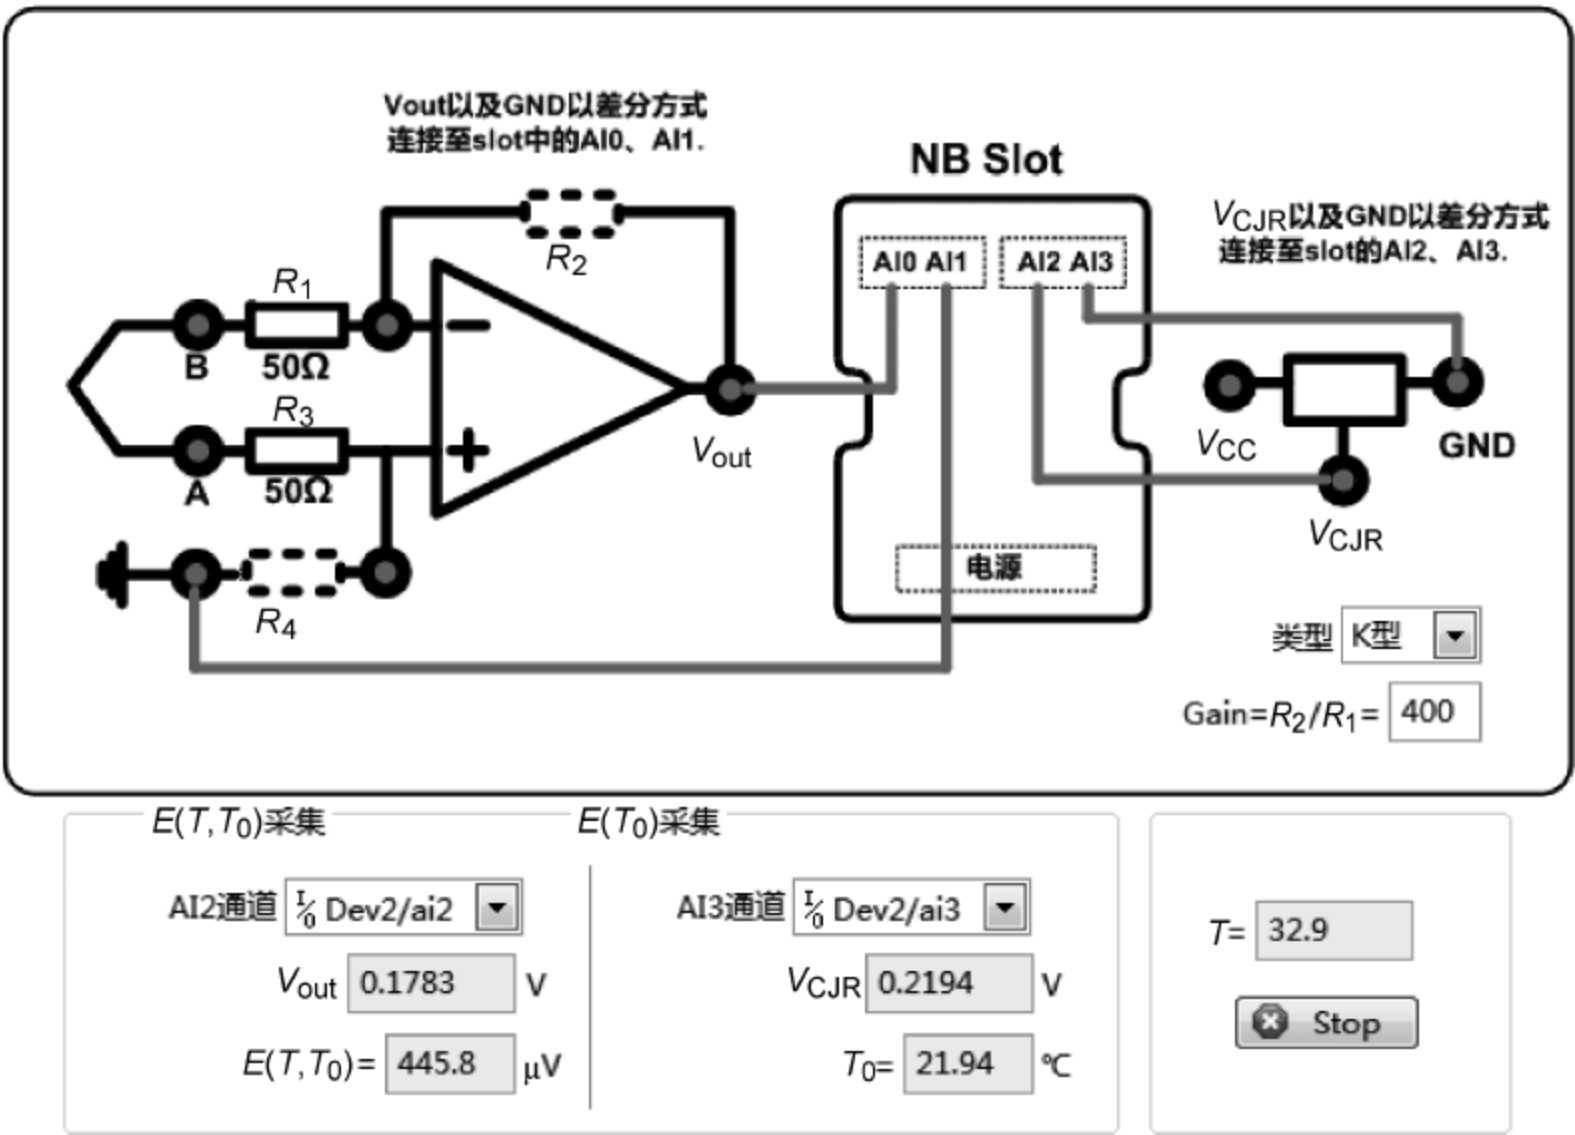 Vout以及GND以差分方式
连接至slot中的AI0、AI1.
NB Slot
VCJR以及GND以差分方式
连接至slot的AI2、AI3.
AI0 AI1
AI2 AI3
R2
R1
50Ω
B
R3
50Ω
A
Vout
VCC
GND
VCJR
电源
R4
类型 K型
Gain=R2/R1= 400
E(T,T0)采集
E(T0)采集
AI2通道 I/0 Dev2/ai2
AI3通道 I/0 Dev2/ai3
T= 32.9
Vout 0.1783 V
VCJR 0.2194 V
Stop
E(T,T0)= 445.8 μV
T0= 21.94 ℃